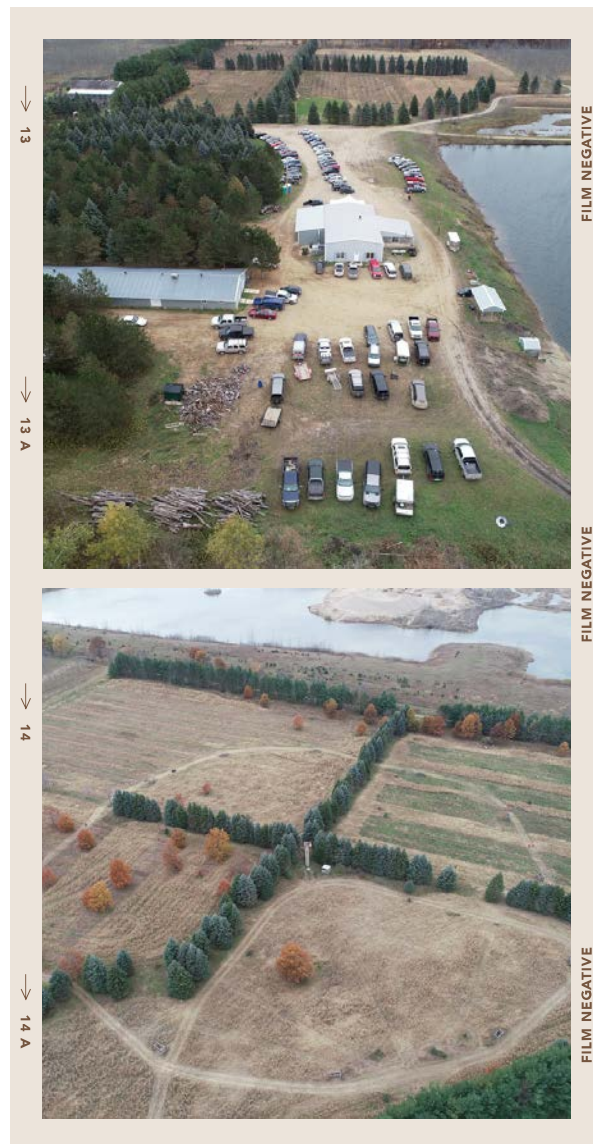 → 13
→ 13 A
→ 14
→ 14 A
FILM NEGATIVE
FILM NEGATIVE
FILM NEGATIVE